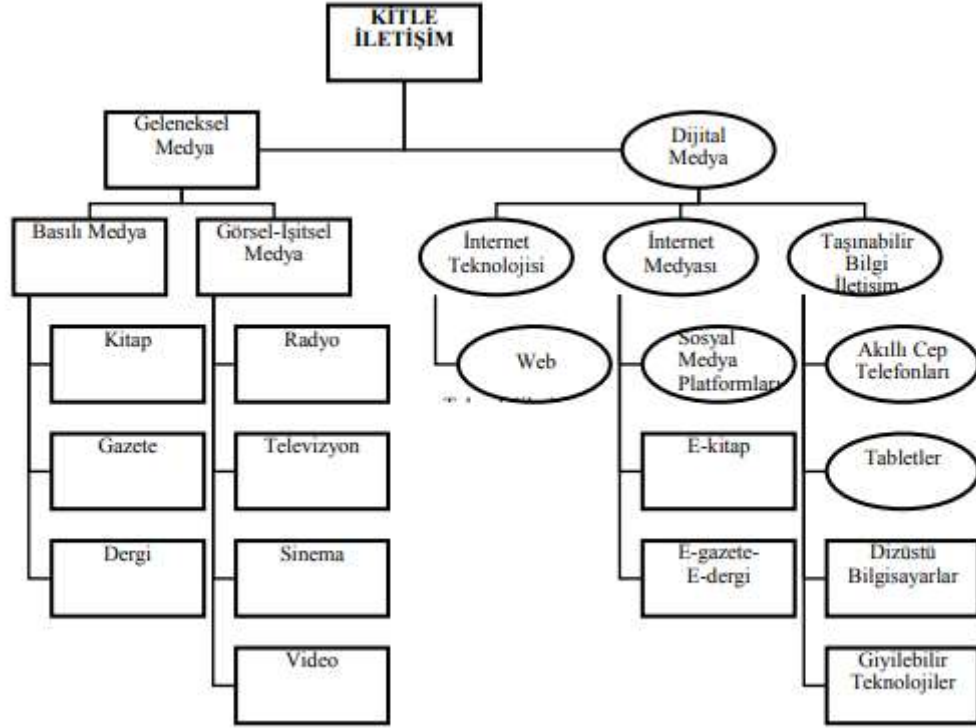 KİTLE
İLETİŞİM
Geleneksel
Medya
Dijital
Medya
Basılı Medya
Görsel-İşitsel
Medya
İnternet
Teknolojisi
İnternet
Medyası
Taşınabilir
Bilgi
İletişim
Kitap
Radyo
Web
Sosyal
Medya
Platformları
Akıllı Cep
Telefonları
Gazete
Televizyon
E-kitap
Tabletler
Dergi
Sinema
E-gazete-
E-dergi
Dizüstü
Bilgisayarlar
Video
Giyilebilir
Teknolojiler